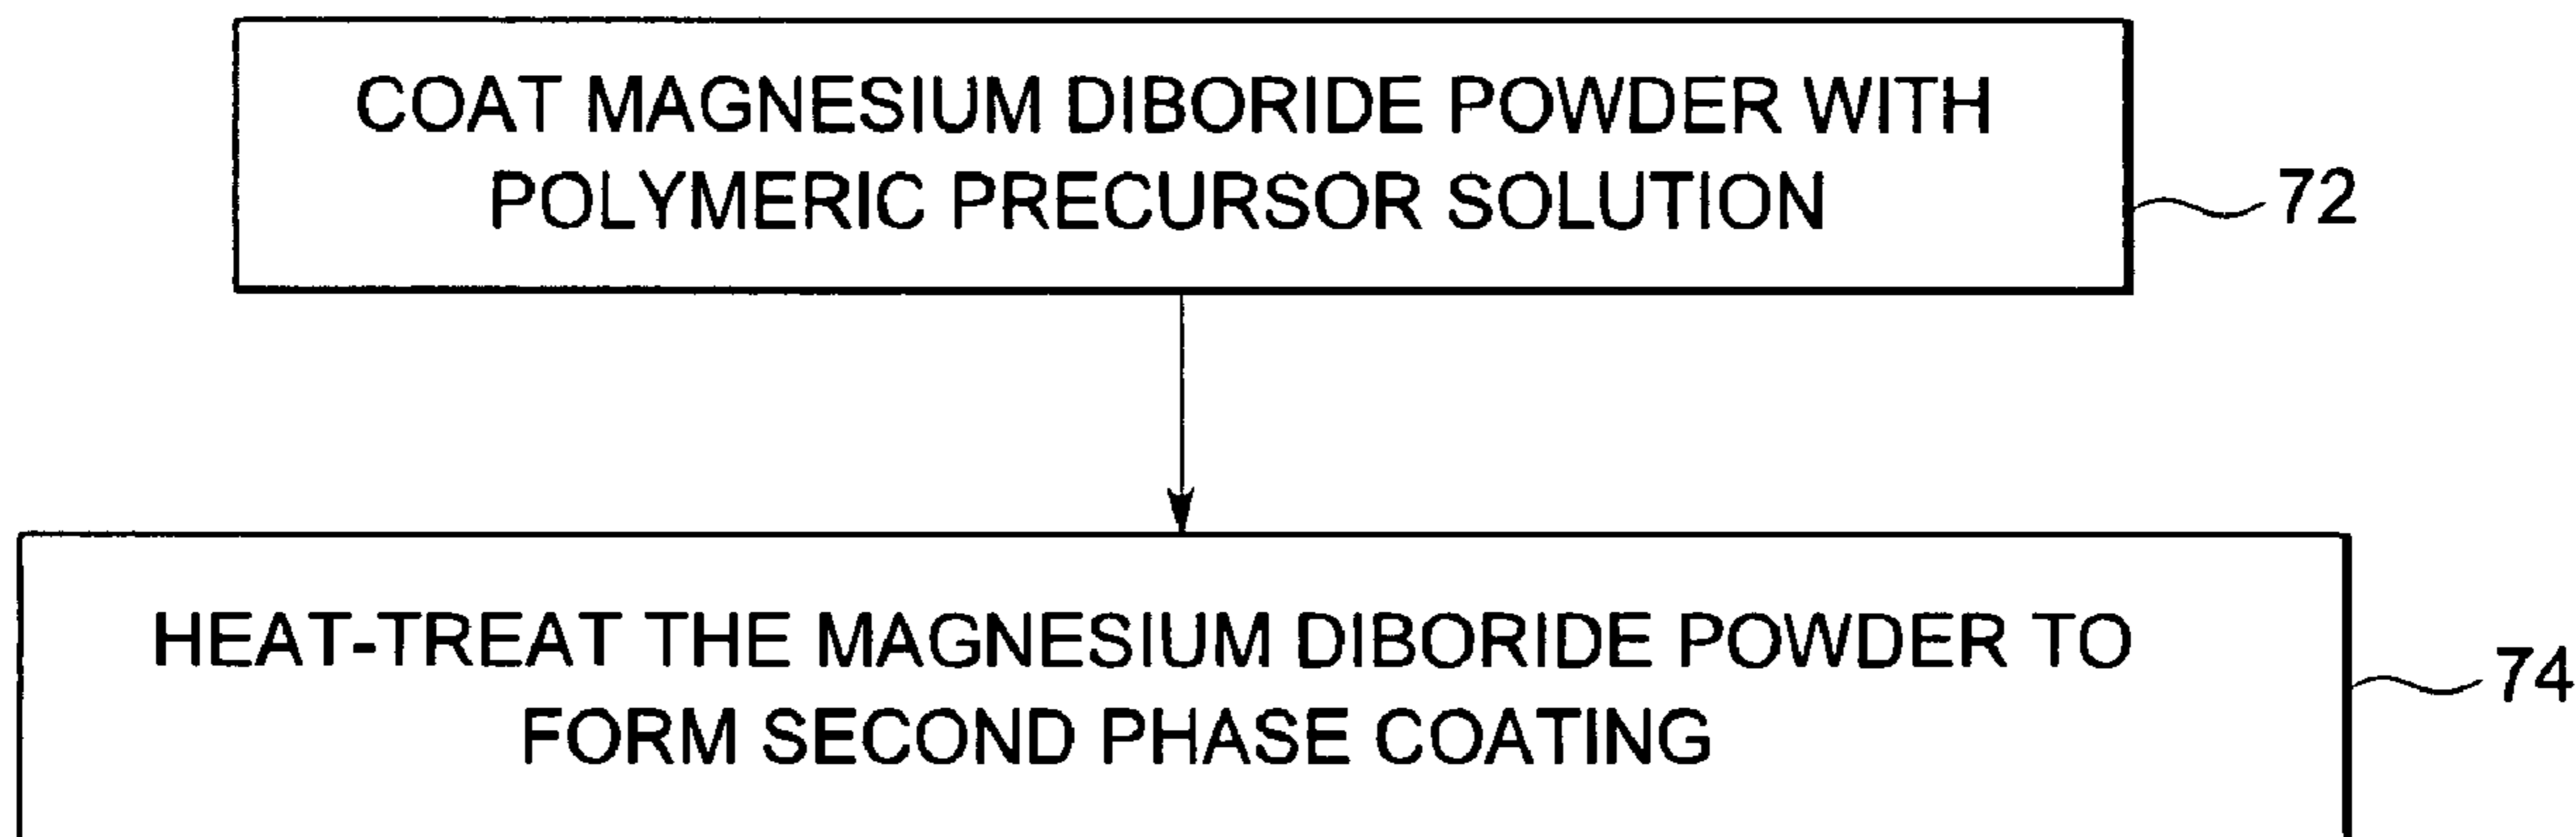 COAT MAGNESIUM DIBORIDE POWDER WITH
POLYMERIC PRECURSOR SOLUTION
72
HEAT-TREAT THE MAGNESIUM DIBORIDE POWDER TO
FORM SECOND PHASE COATING
74